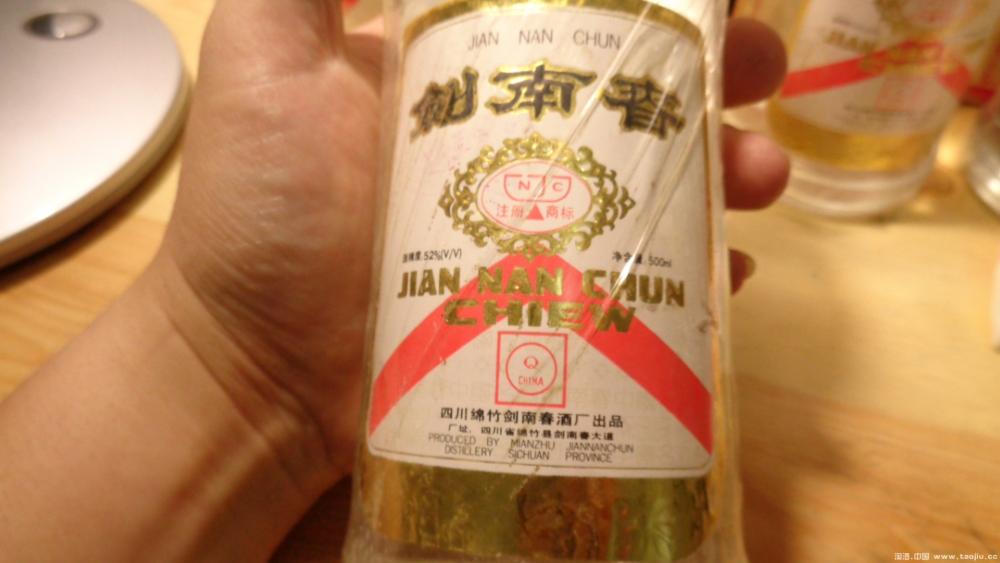 JIAN NAN CHUN
剑南春
N J C
注册▲商标
酒精度:52%(V/V) 净含量:500ml
JIAN NAN CHUN
CHIEW
Q
CHINA
四川绵竹剑南春酒厂出品
厂址:四川省绵竹县剑南春大道
PRODUCED BY MIANZHU JIANNANCHUN
DISTILLERY SICHUAN PROVINCE
淘酒.中国 www.taojiu.cc